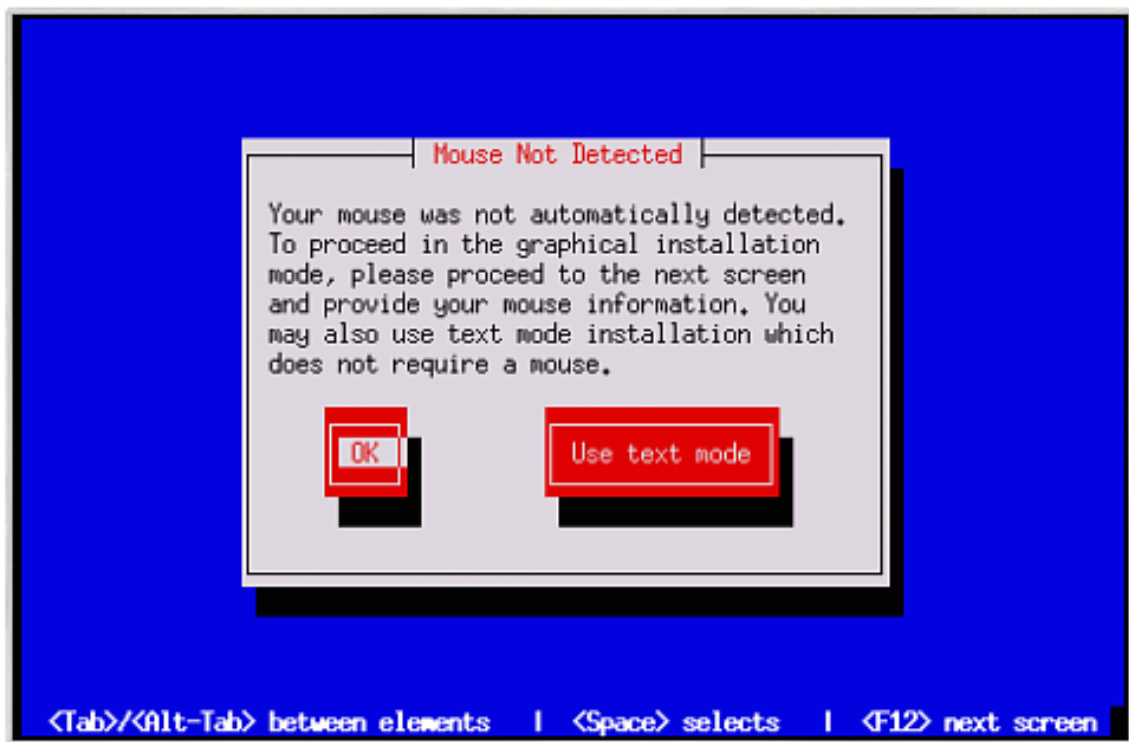 Mouse Not Detected
Your mouse was not automatically detected.
To proceed in the graphical installation
mode, please proceed to the next screen
and provide your mouse information. You
may also use text mode installation which
does not require a mouse.
OK Use text mode
<Tab>/<Alt-Tab> between elements | <Space> selects | <F12> next screen